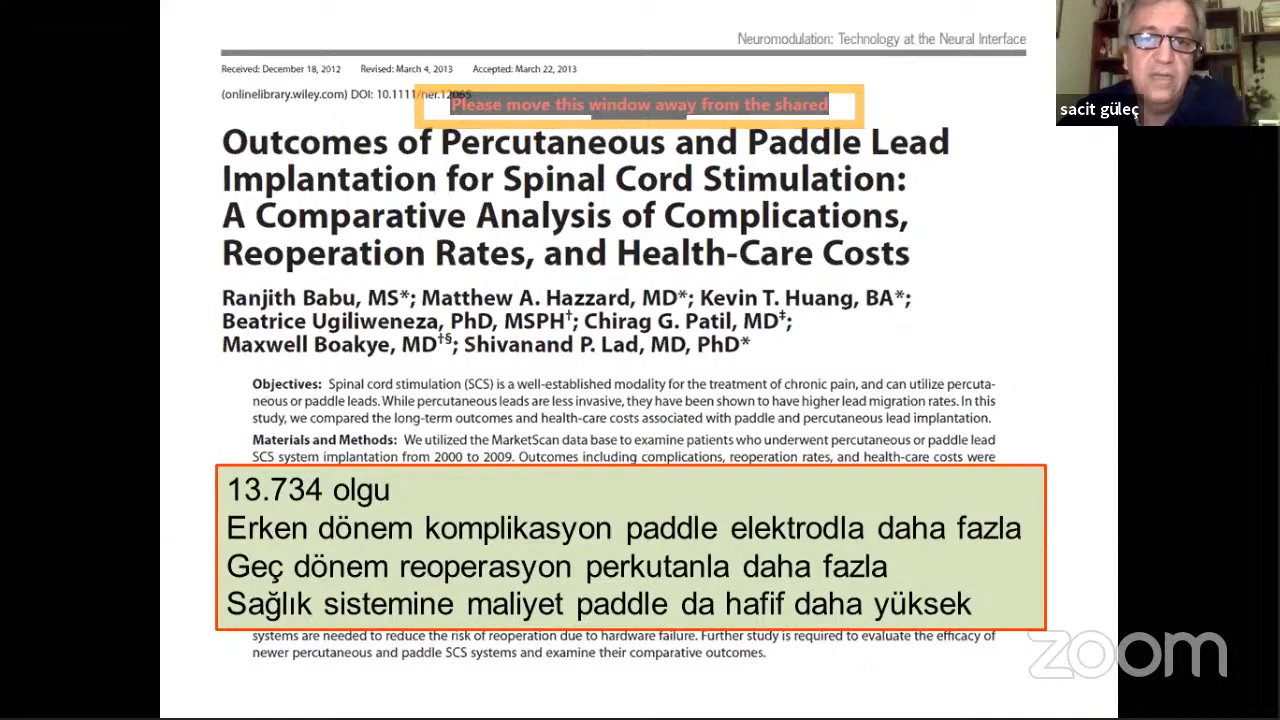 Neuromodulation: Technology at the Neural Interface
Received: December 18, 2012 Revised: March 4, 2013 Accepted: March 22, 2013
(onlinelibrary.wiley.com) DOI: 10.1111/ner.12065
Please move this window away from the shared
sacit güleç
Outcomes of Percutaneous and Paddle Lead
Implantation for Spinal Cord Stimulation:
A Comparative Analysis of Complications,
Reoperation Rates, and Health-Care Costs
Ranjith Babu, MS*; Matthew A. Hazzard, MD*; Kevin T. Huang, BA*;
Beatrice Ugiliweneza, PhD, MSPH†; Chirag G. Patil, MD‡;
Maxwell Boakye, MD†§; Shivanand P. Lad, MD, PhD*
Objectives: Spinal cord stimulation (SCS) is a well-established modality for the treatment of chronic pain, and can utilize percuta-
neous or paddle leads. While percutaneous leads are less invasive, they have been shown to have higher lead migration rates. In this
study, we compared the long-term outcomes and health-care costs associated with paddle and percutaneous lead implantation.
Materials and Methods: We utilized the MarketScan data base to examine patients who underwent percutaneous or paddle lead
SCS system implantation from 2000 to 2009. Outcomes including complications, reoperation rates, and health-care costs were
13.734 olgu
Erken dönem komplikasyon paddle elektrodla daha fazla
Geç dönem reoperasyon perkutanla daha fazla
Sağlık sistemine maliyet paddle da hafif daha yüksek
systems are needed to reduce the risk of reoperation due to hardware failure. Further study is required to evaluate the efficacy of
newer percutaneous and paddle SCS systems and examine their comparative outcomes.
zoom